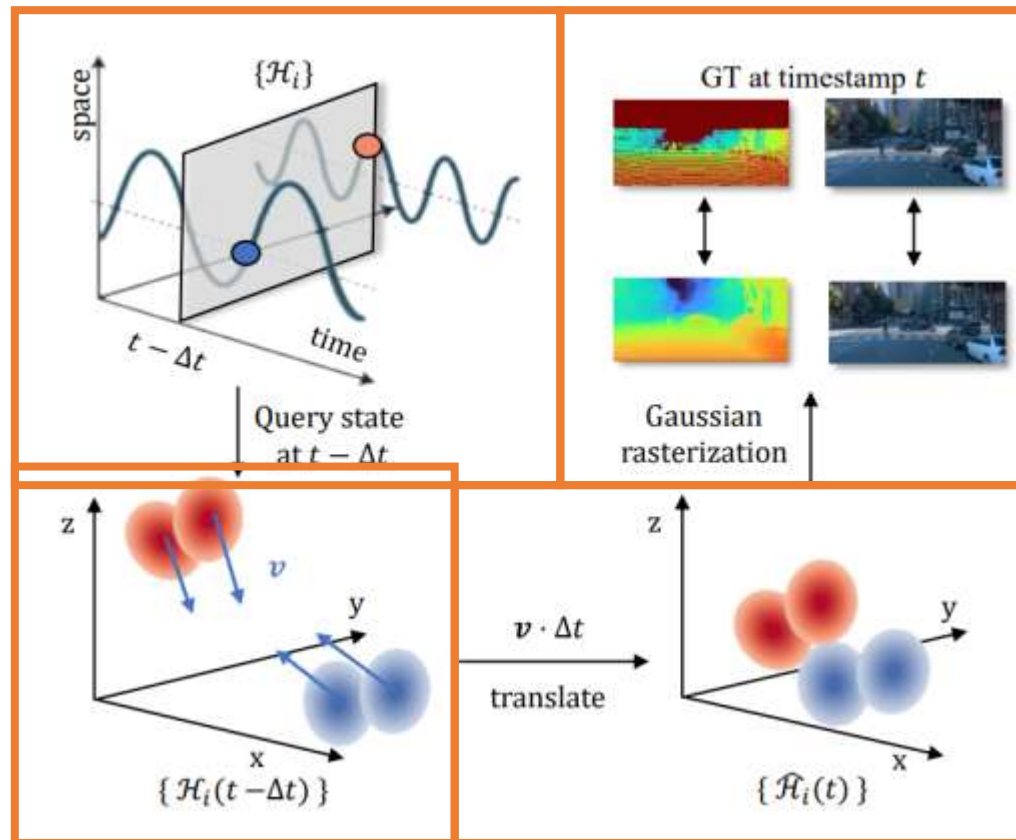 space
{ℋᵢ}
t − Δt
time
Query state
at t − Δt
GT at timestamp t
Gaussian
rasterization
z
v
y
x
{ ℋᵢ(t − Δt) }
v · Δt
translate
z
y
x
{ ℋ̂ᵢ(t) }